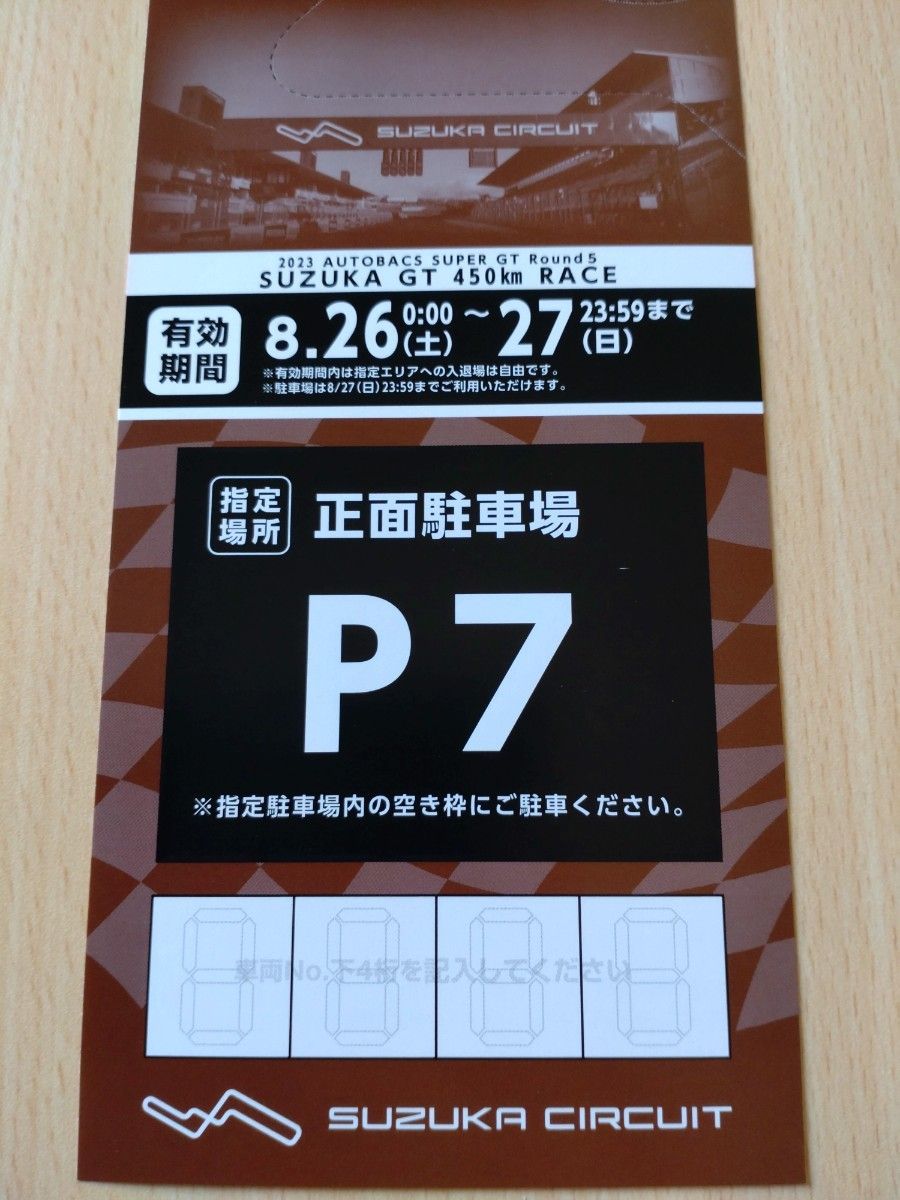 SUZUKA CIRCUIT
2023 AUTOBACS SUPER GT Round5
SUZUKA GT 450km RACE
有効期間
8.26(土) 0:00 ~ 27(日) 23:59まで
※有効期間内は指定エリアへの入退場は自由です。
※駐車場は8/27(日)23:59までご利用いただけます。
指定場所
正面駐車場
P7
※指定駐車場内の空き枠にご駐車ください。
車両No.下4桁を記入してください
SUZUKA CIRCUIT